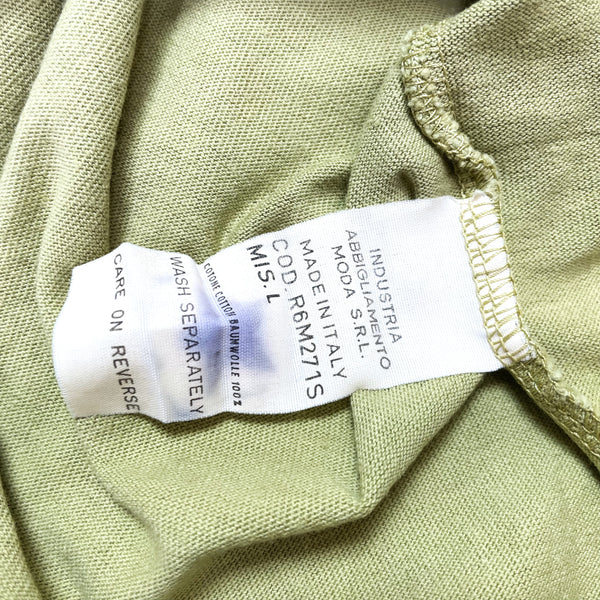 INDUSTRIA
ABBIGLIAMENTO
MODA S.R.L.
MADE IN ITALY
COD. R6M271S
MIS. L
COTONE COTTON BAUMWOLLE 100%
WASH SEPARATELY
CARE ON REVERSE